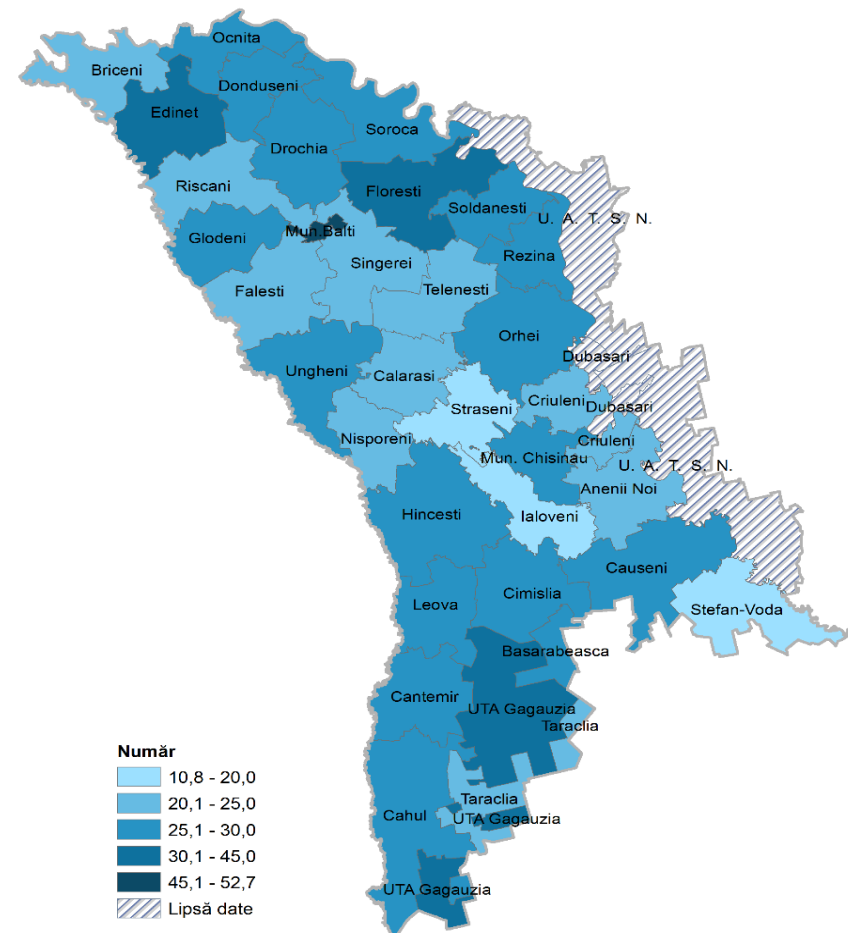 Ocnita
Briceni
Donduseni
Edinet
Soroca
Drochia
Riscani
Floresti
Soldanesti
U. A. T. S. N.
Mun.Balti
Glodeni
Rezina
Singerei
Falesti
Telenesti
Orhei
Dubasari
Ungheni
Calarasi
Criuleni
Dubasari
Straseni
Nisporeni
Criuleni
Mun. Chisinau
U. A. T. S. N.
Anenii Noi
Hincesti
Ialoveni
Causeni
Cimislia
Leova
Stefan-Voda
Basarabeasca
Cantemir
UTA Gagauzia
Taraclia
Taraclia
Cahul
UTA Gagauzia
UTA Gagauzia
Număr
10,8 - 20,0
20,1 - 25,0
25,1 - 30,0
30,1 - 45,0
45,1 - 52,7
Lipsă date